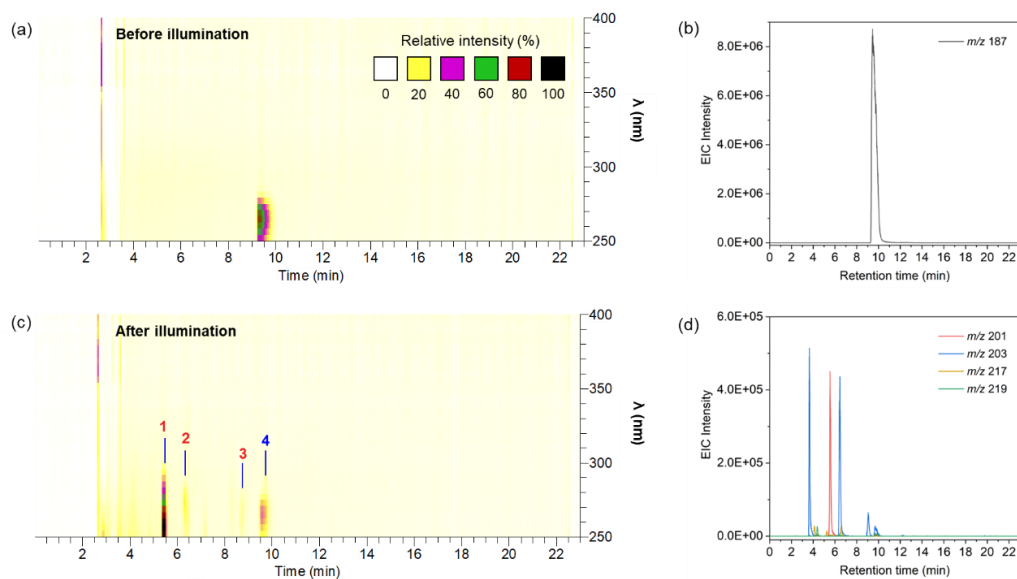 (a)
Before illumination
Relative intensity (%)
0 20 40 60 80 100
400
350
300
250
λ (nm)
2 4 6 8 10 12 14 16 18 20 22
Time (min)
(b)
m/z 187
8.0E+06
6.0E+06
4.0E+06
2.0E+06
0.0E+00
EIC Intensity
0 2 4 6 8 10 12 14 16 18 20 22
Retention time (min)
(c)
After illumination
1 2 3 4
400
350
300
250
λ (nm)
2 4 6 8 10 12 14 16 18 20 22
Time (min)
(d)
m/z 201
m/z 203
m/z 217
m/z 219
6.0E+05
4.0E+05
2.0E+05
0.0E+00
EIC Intensity
0 2 4 6 8 10 12 14 16 18 20 22
Retention time (min)